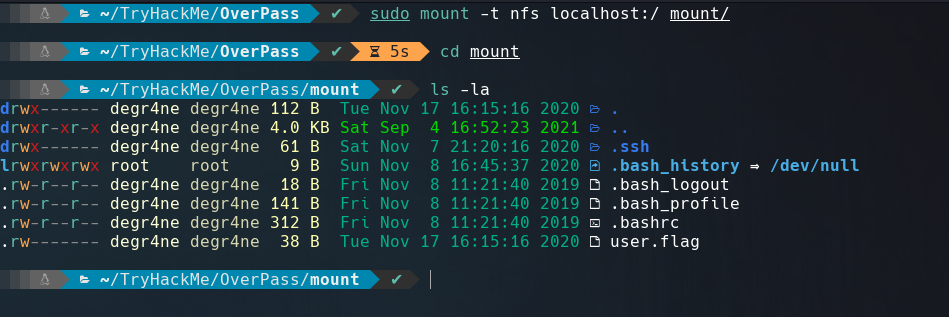 ~/TryHackMe/OverPass ✔ sudo mount -t nfs localhost:/ mount/
~/TryHackMe/OverPass ✔ 5s cd mount
~/TryHackMe/OverPass/mount ✔ ls -la
drwx------ degr4ne degr4ne 112 B Tue Nov 17 16:15:16 2020 .
drwxr-xr-x degr4ne degr4ne 4.0 KB Sat Sep 4 16:52:23 2021 ..
drwx------ degr4ne degr4ne 61 B Sat Nov 7 21:20:16 2020 .ssh
lrwxrwxrwx root root 9 B Sun Nov 8 16:45:37 2020 .bash_history ⇒ /dev/null
.rw-r--r-- degr4ne degr4ne 18 B Fri Nov 8 11:21:40 2019 .bash_logout
.rw-r--r-- degr4ne degr4ne 141 B Fri Nov 8 11:21:40 2019 .bash_profile
.rw-r--r-- degr4ne degr4ne 312 B Fri Nov 8 11:21:40 2019 .bashrc
.rw------- degr4ne degr4ne 38 B Tue Nov 17 16:15:16 2020 user.flag
~/TryHackMe/OverPass/mount ✔